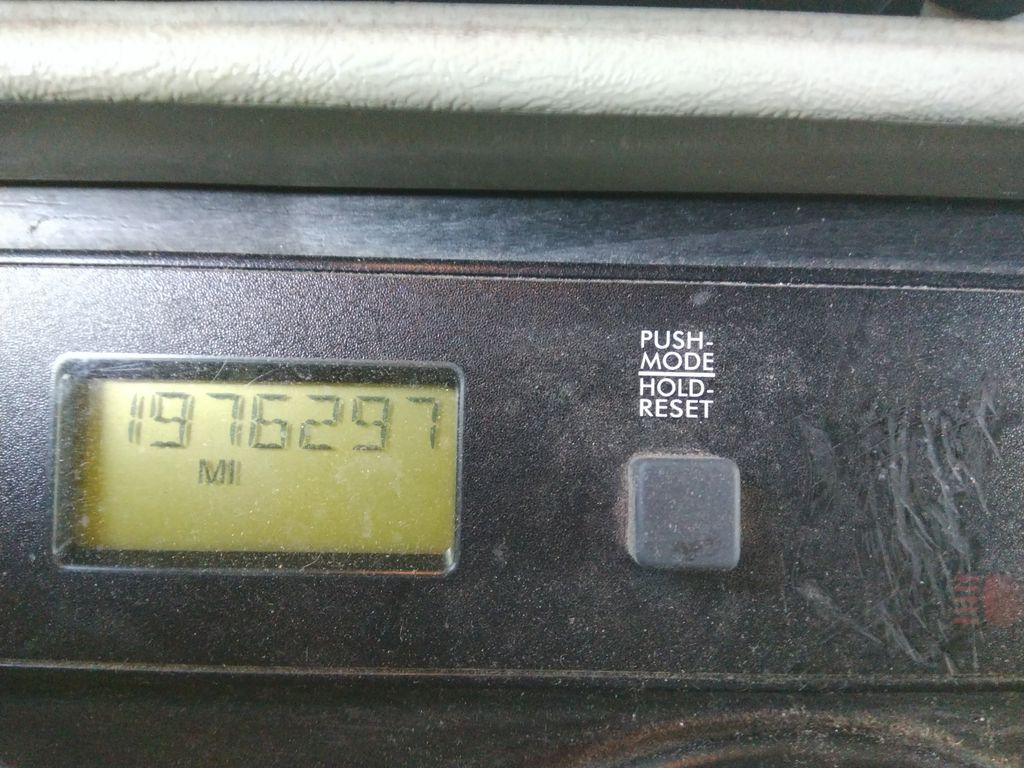 1976297
MI
PUSH-
MODE
HOLD-
RESET